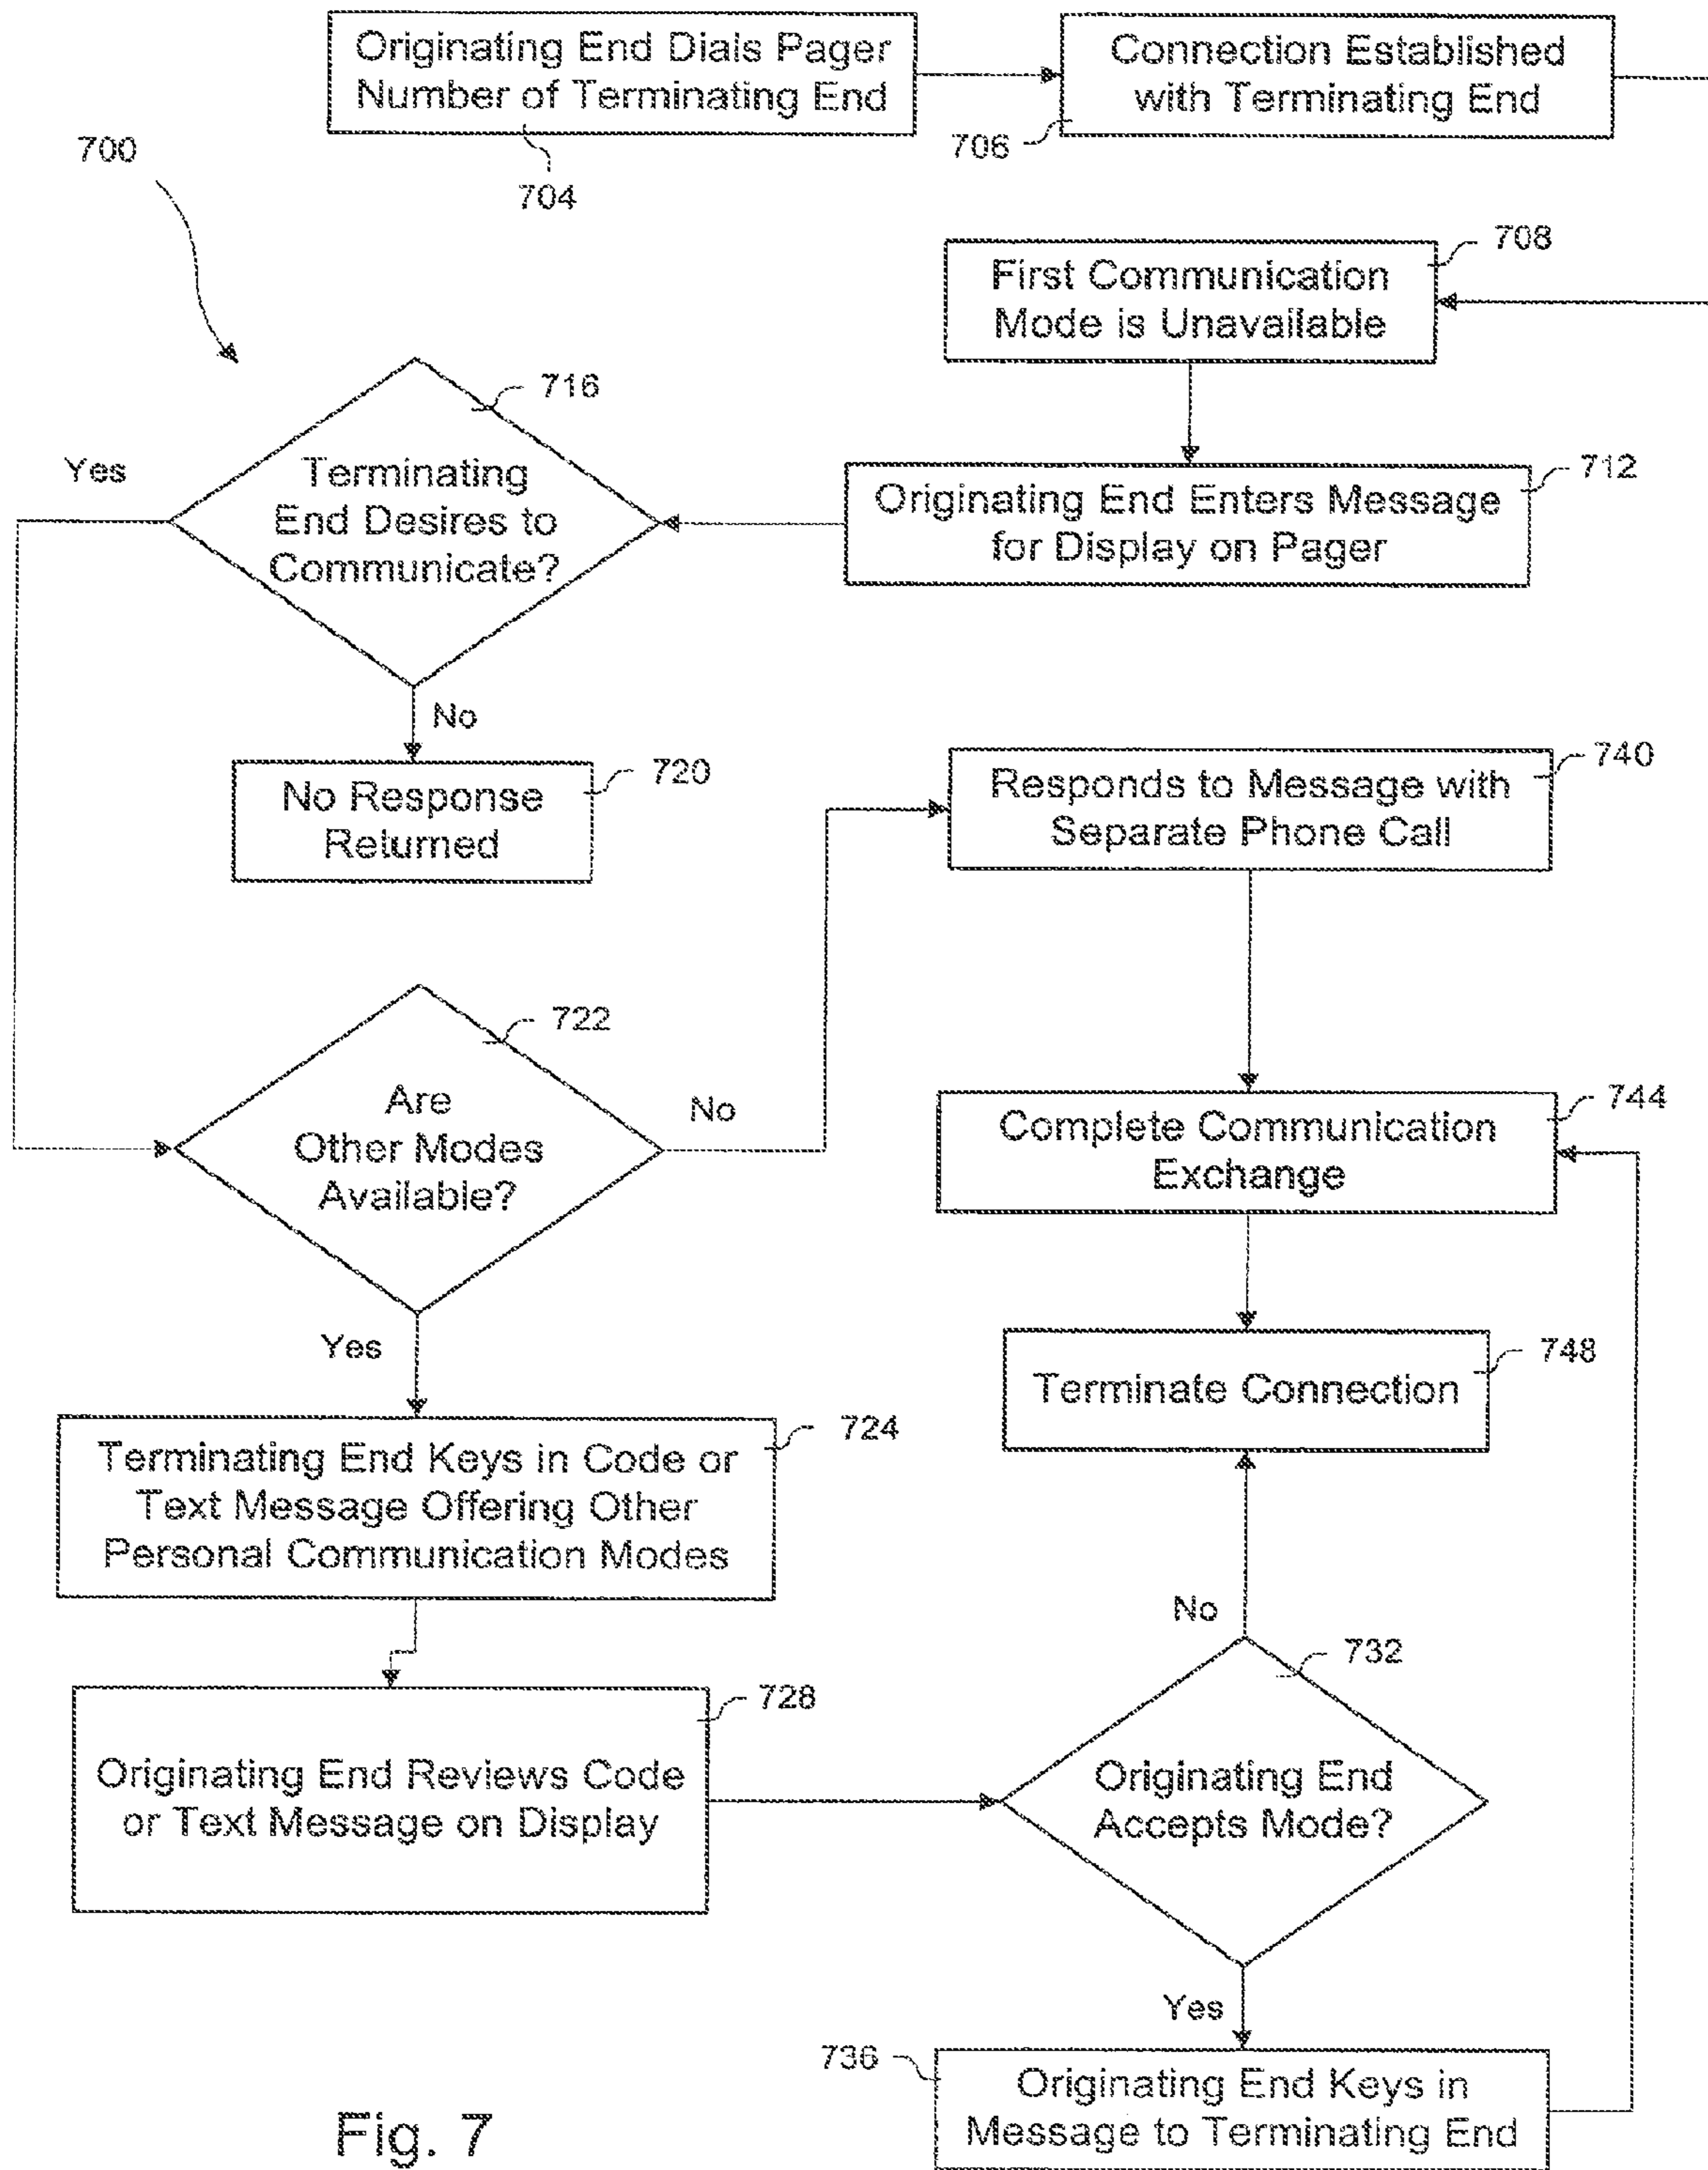 Originating End Dials Pager
Number of Terminating End
704
Connection Established
with Terminating End
706
700
708
First Communication
Mode is Unavailable
716
Terminating
End Desires to
Communicate?
Yes
No
712
Originating End Enters Message
for Display on Pager
720
No Response
Returned
740
Responds to Message with
Separate Phone Call
722
Are
Other Modes
Available?
No
Yes
744
Complete Communication
Exchange
748
Terminate Connection
724
Terminating End Keys in Code or
Text Message Offering Other
Personal Communication Modes
728
Originating End Reviews Code
or Text Message on Display
No
732
Originating End
Accepts Mode?
Yes
736
Originating End Keys in
Message to Terminating End
Fig. 7